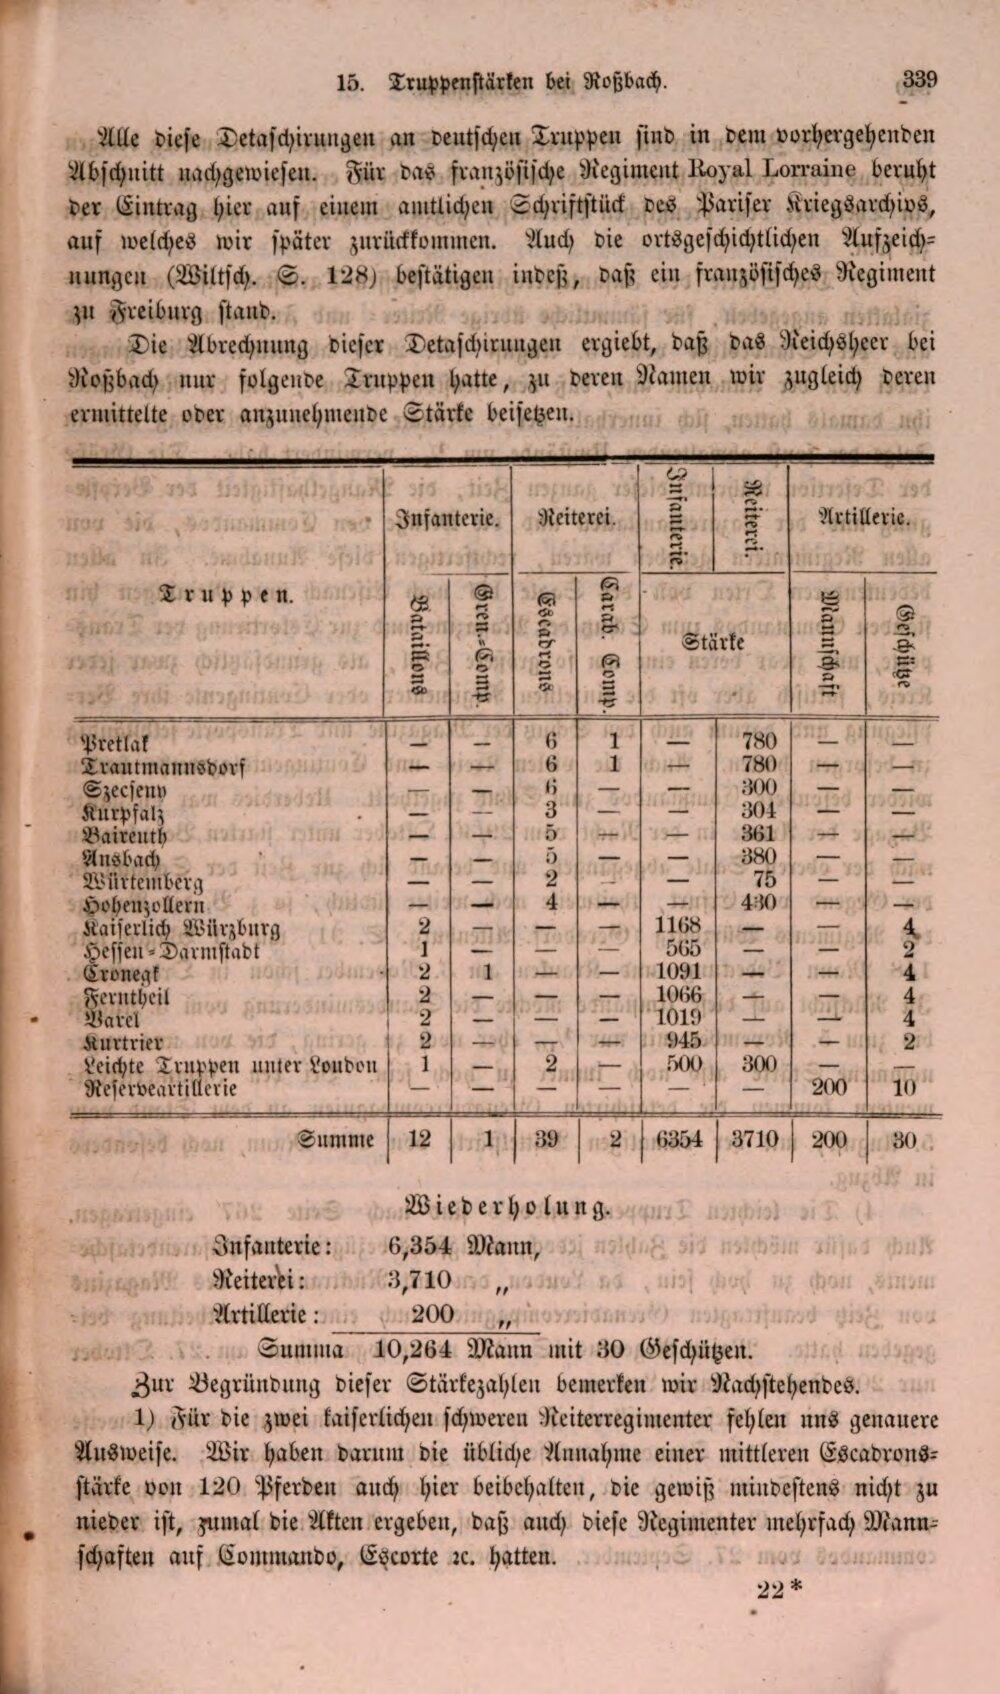 15. Truppenstärken bei Roßbach. 339
Alle diese Detaschirungen an deutschen Truppen sind in dem vorhergehenden
Abschnitt nachgewiesen. Für das französische Regiment Royal Lorraine beruht
der Eintrag hier auf einem amtlichen Schriftstück des Pariser Kriegsarchivs,
auf welches wir später zurückkommen. Auch die ortsgeschichtlichen Aufzeich-
nungen (Wiltsch. S. 128) bestätigen indeß, daß ein französisches Regiment
zu Freiburg stand.
Die Abrechnung dieser Detaschirungen ergiebt, daß das Reichsheer bei
Roßbach nur folgende Truppen hatte, zu deren Namen wir zugleich deren
ermittelte oder anzunehmende Stärke beisetzen.
Truppen. Infanterie. Reiterei. Infanterie. Reiterei. Artillerie.
Bataillons Gren.-Comp. Escadrons Carab. Comp. Stärke Mannschaft Geschütze
Pretlak — — 6 1 — 780 — —
Trautmannsdorf — — 6 1 — 780 — —
Szecseny — — 6 — — 300 — —
Kurpfalz — — 3 — — 304 — —
Baireuth — — 5 — — 361 — —
Ansbach — — 5 — — 380 — —
Würtemberg — — 2 — — 75 — —
Hohenzollern — — 4 — — 430 — —
Kaiserlich Würzburg 2 — — — 1168 — — 4
Hessen-Darmstadt 1 — — — 565 — — 2
Cronegk 2 1 — — 1091 — — 4
Ferntheil 2 — — — 1066 — — 4
Varel 2 — — — 1019 — — 4
Kurtrier 2 — — — 945 — — 2
Leichte Truppen unter Loudon 1 — 2 — 500 300 — —
Reserveartillerie — — — — — — 200 10
Summe 12 1 39 2 6354 3710 200 30
Wiederholung.
Infanterie: 6,354 Mann,
Reiterei: 3,710 „
Artillerie: 200 „
Summa 10,264 Mann mit 30 Geschützen.
Zur Begründung dieser Stärkezahlen bemerken wir Nachstehendes.
1) Für die zwei kaiserlichen schweren Reiterregimenter fehlen uns genauere
Ausweise. Wir haben darum die übliche Annahme einer mittleren Escadrons-
stärke von 120 Pferden auch hier beibehalten, die gewiß mindestens nicht zu
nieder ist, zumal die Akten ergeben, daß auch diese Regimenter mehrfach Mann-
schaften auf Commando, Escorte ꝛc. hatten.
22*